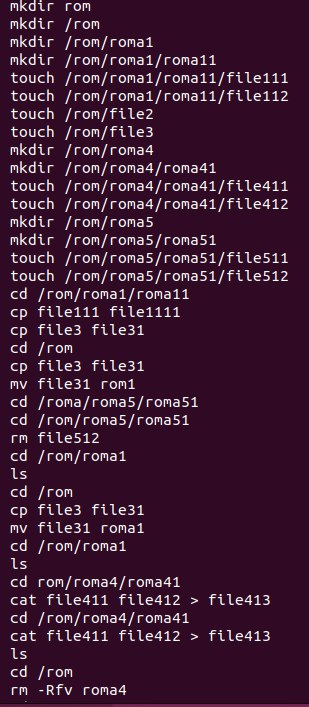 mkdir rom
mkdir /rom
mkdir /rom/roma1
mkdir /rom/roma1/roma11
touch /rom/roma1/roma11/file111
touch /rom/roma1/roma11/file112
touch /rom/file2
touch /rom/file3
mkdir /rom/roma4
mkdir /rom/roma4/roma41
touch /rom/roma4/roma41/file411
touch /rom/roma4/roma41/file412
mkdir /rom/roma5
mkdir /rom/roma5/roma51
touch /rom/roma5/roma51/file511
touch /rom/roma5/roma51/file512
cd /rom/roma1/roma11
cp file111 file1111
cp file3 file31
cd /rom
cp file3 file31
mv file31 rom1
cd /roma/roma5/roma51
cd /rom/roma5/roma51
rm file512
cd /rom/roma1
ls
cd /rom
cp file3 file31
mv file31 roma1
cd /rom/roma1
ls
cd rom/roma4/roma41
cat file411 file412 > file413
cd /rom/roma4/roma41
cat file411 file412 > file413
ls
cd /rom
rm -Rfv roma4